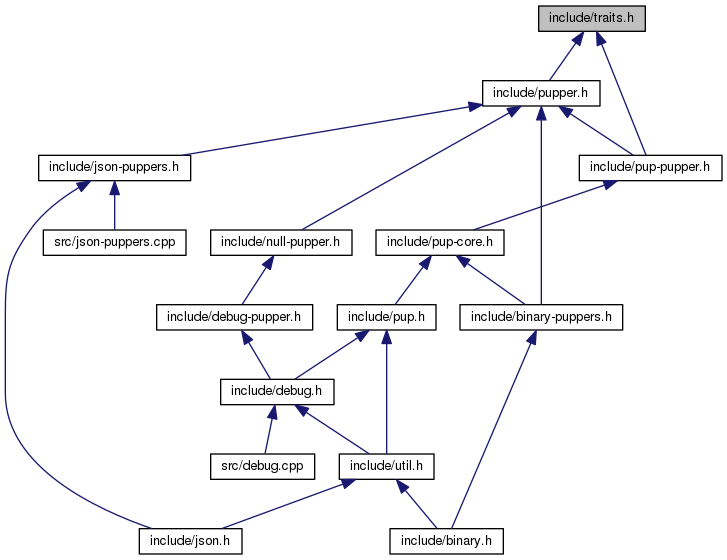 include/traits.h
include/pupper.h
include/json-puppers.h
include/pup-pupper.h
src/json-puppers.cpp
include/null-pupper.h
include/pup-core.h
include/debug-pupper.h
include/pup.h
include/binary-puppers.h
include/debug.h
src/debug.cpp
include/util.h
include/json.h
include/binary.h